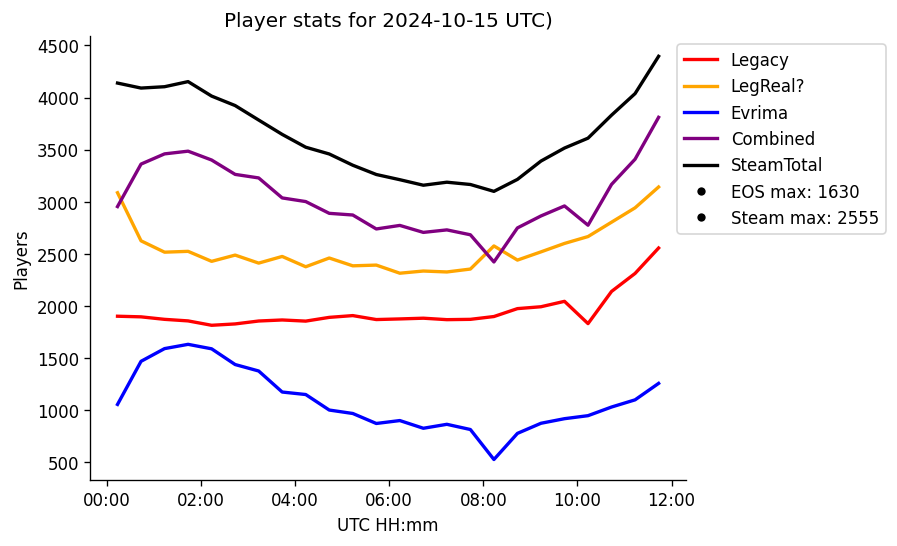 Player stats for 2024-10-15 UTC)
4500
4000
3500
3000
2500
2000
1500
1000
500
Players
00:00 02:00 04:00 06:00 08:00 10:00 12:00
UTC HH:mm
Legacy
LegReal?
Evrima
Combined
SteamTotal
EOS max: 1630
Steam max: 2555